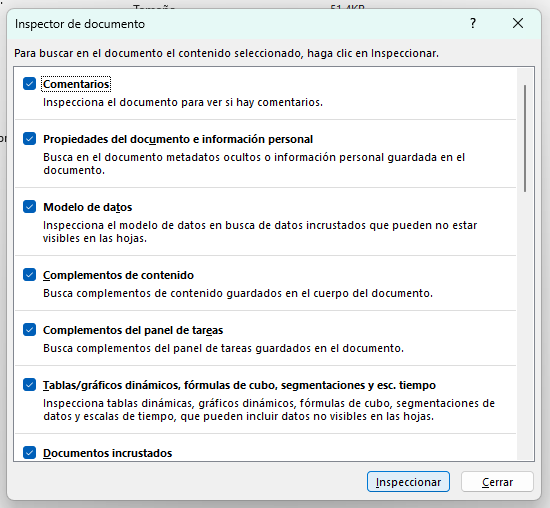 Tamaño 51,4KB
Inspector de documento ?
Para buscar en el documento el contenido seleccionado, haga clic en Inspeccionar.
Comentarios
Inspecciona el documento para ver si hay comentarios.
Propiedades del documento e información personal
Busca en el documento metadatos ocultos o información personal guardada en el
documento.
Modelo de datos
Inspecciona el modelo de datos en busca de datos incrustados que pueden no estar
visibles en las hojas.
Complementos de contenido
Busca complementos de contenido guardados en el cuerpo del documento.
Complementos del panel de tareas
Busca complementos del panel de tareas guardados en el documento.
Tablas/gráficos dinámicos, fórmulas de cubo, segmentaciones y esc. tiempo
Inspecciona tablas dinámicas, gráficos dinámicos, fórmulas de cubo, segmentaciones de
datos y escalas de tiempo, que pueden incluir datos no visibles en las hojas.
Documentos incrustados
Inspeccionar Cerrar